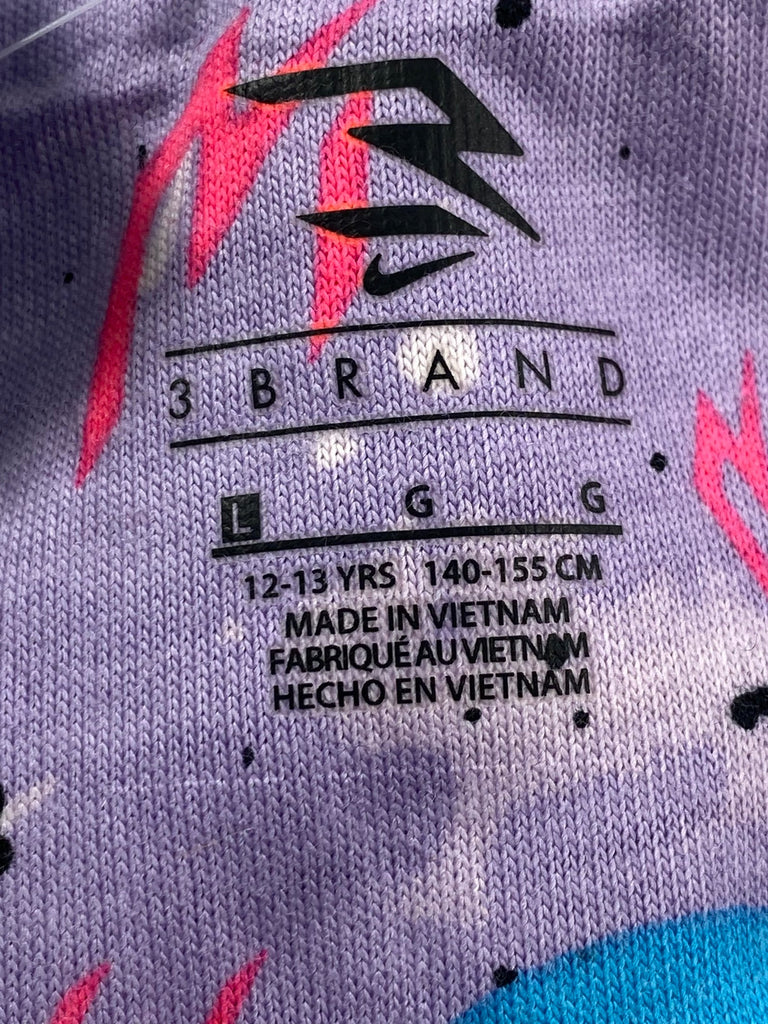 3 BRAND
L G G
12-13 YRS 140-155 CM
MADE IN VIETNAM
FABRIQUÉ AU VIETNAM
HECHO EN VIETNAM